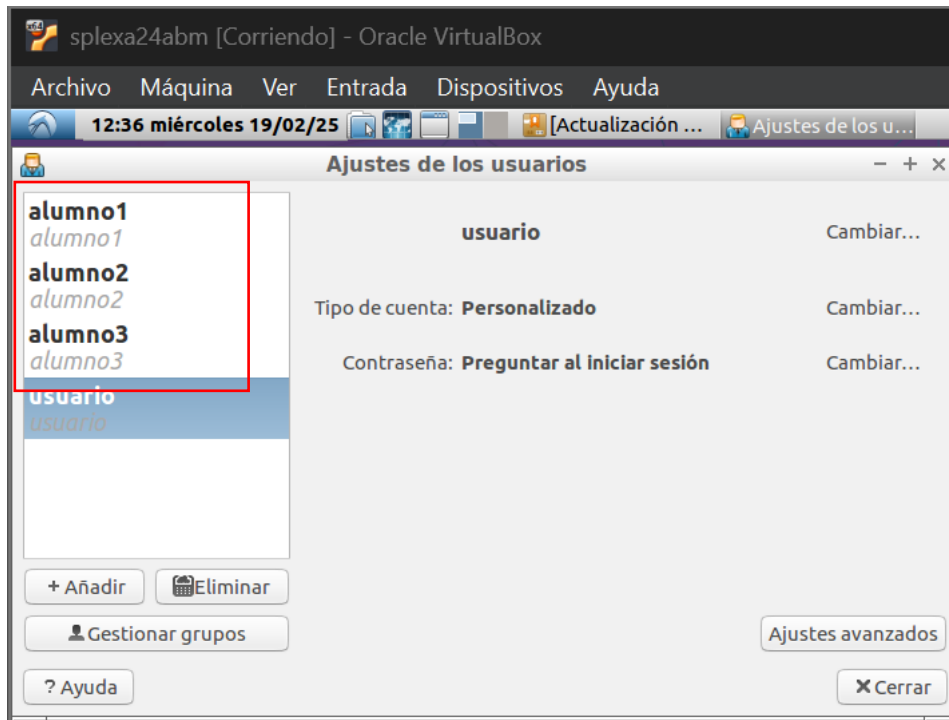 splexa24abm [Corriendo] - Oracle VirtualBox
Archivo Máquina Ver Entrada Dispositivos Ayuda
12:36 miércoles 19/02/25 [Actualización ... Ajustes de los u...
Ajustes de los usuarios
alumno1
alumno1
alumno2
alumno2
alumno3
alumno3
usuario
usuario
usuario Cambiar...
Tipo de cuenta: Personalizado Cambiar...
Contraseña: Preguntar al iniciar sesión Cambiar...
+ Añadir Eliminar
Gestionar grupos Ajustes avanzados
? Ayuda Cerrar